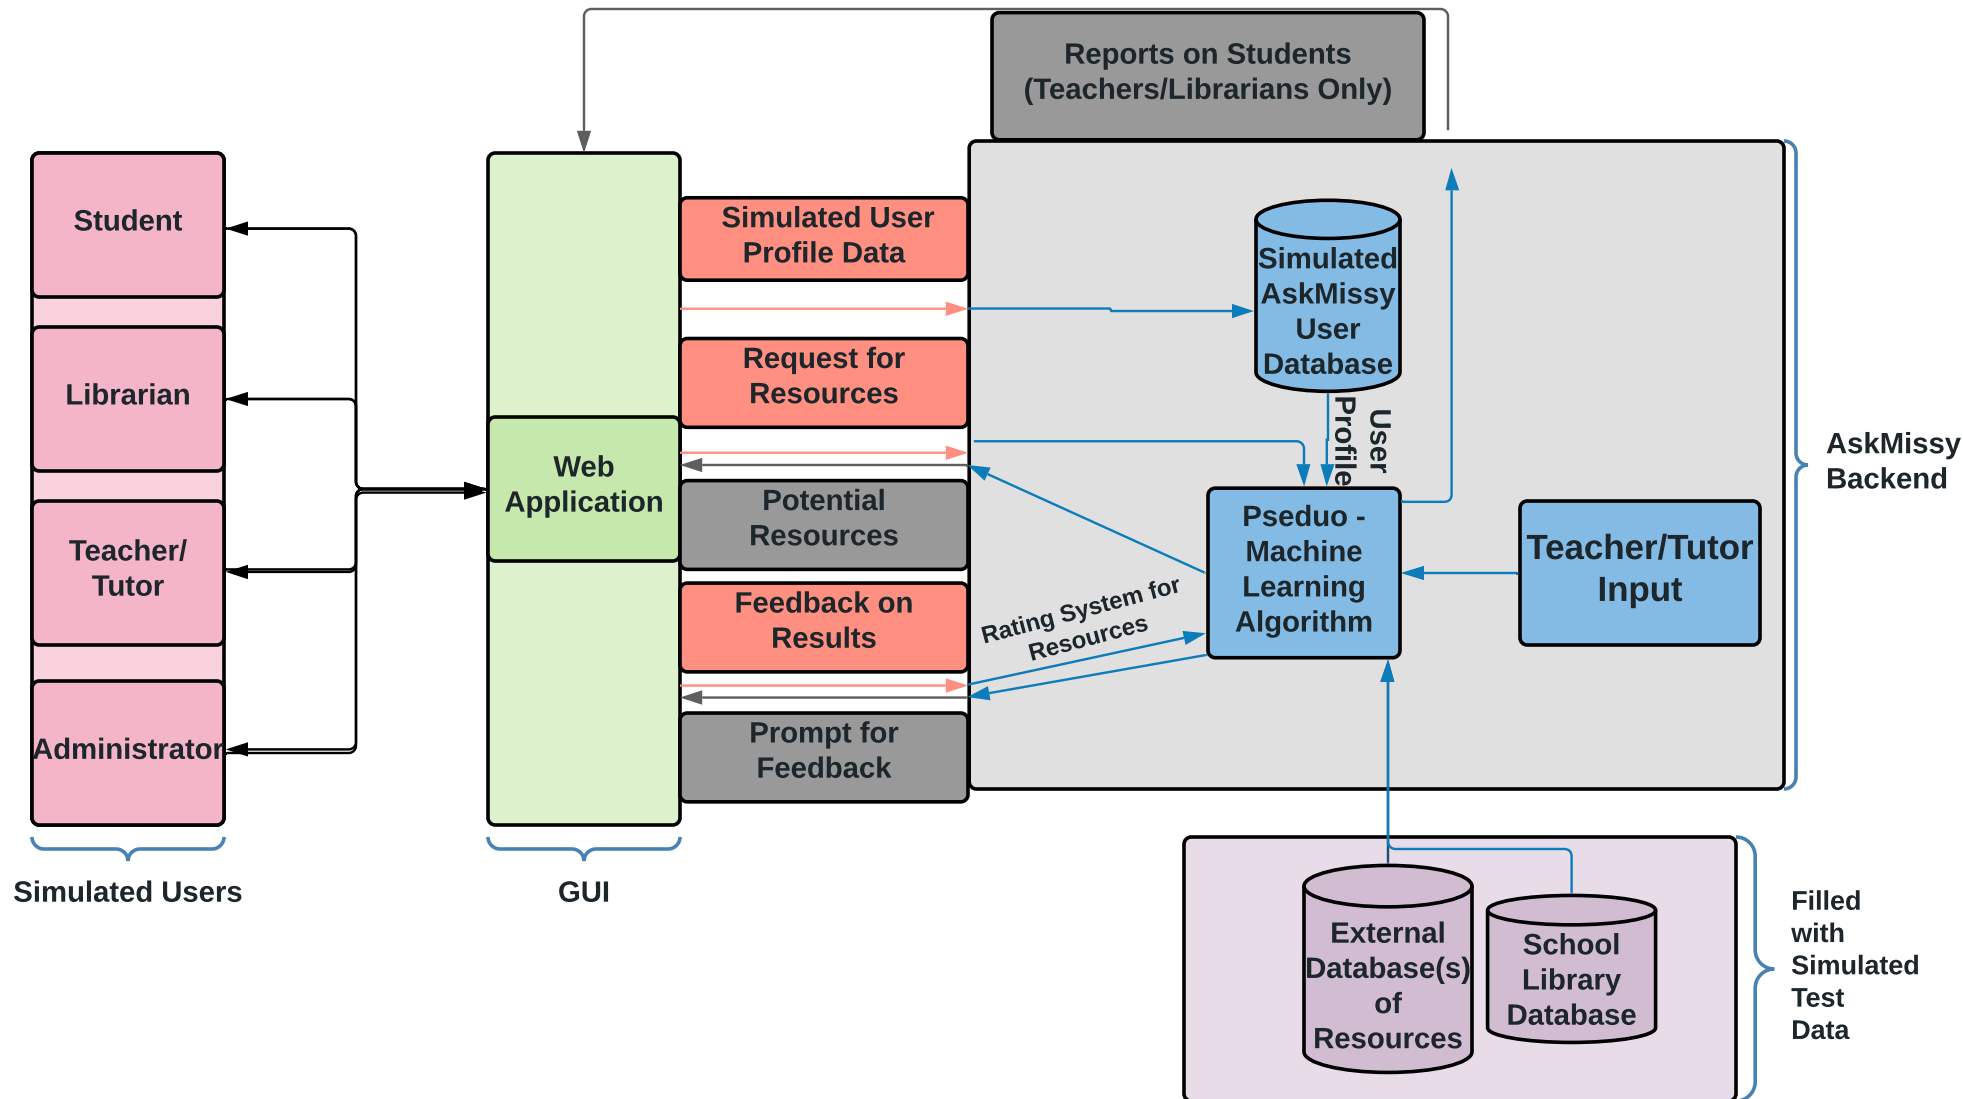 Reports on Students
(Teachers/Librarians Only)
Student
Librarian
Teacher/
Tutor
Administrator
Simulated Users
Web
Application
GUI
Simulated User
Profile Data
Request for
Resources
Potential
Resources
Feedback on
Results
Prompt for
Feedback
Simulated
AskMissy
User
Database
User
Profile
Pseduo -
Machine
Learning
Algorithm
Rating System for
Resources
Teacher/Tutor
Input
AskMissy
Backend
External
Database(s)
of
Resources
School
Library
Database
Filled
with
Simulated
Test
Data